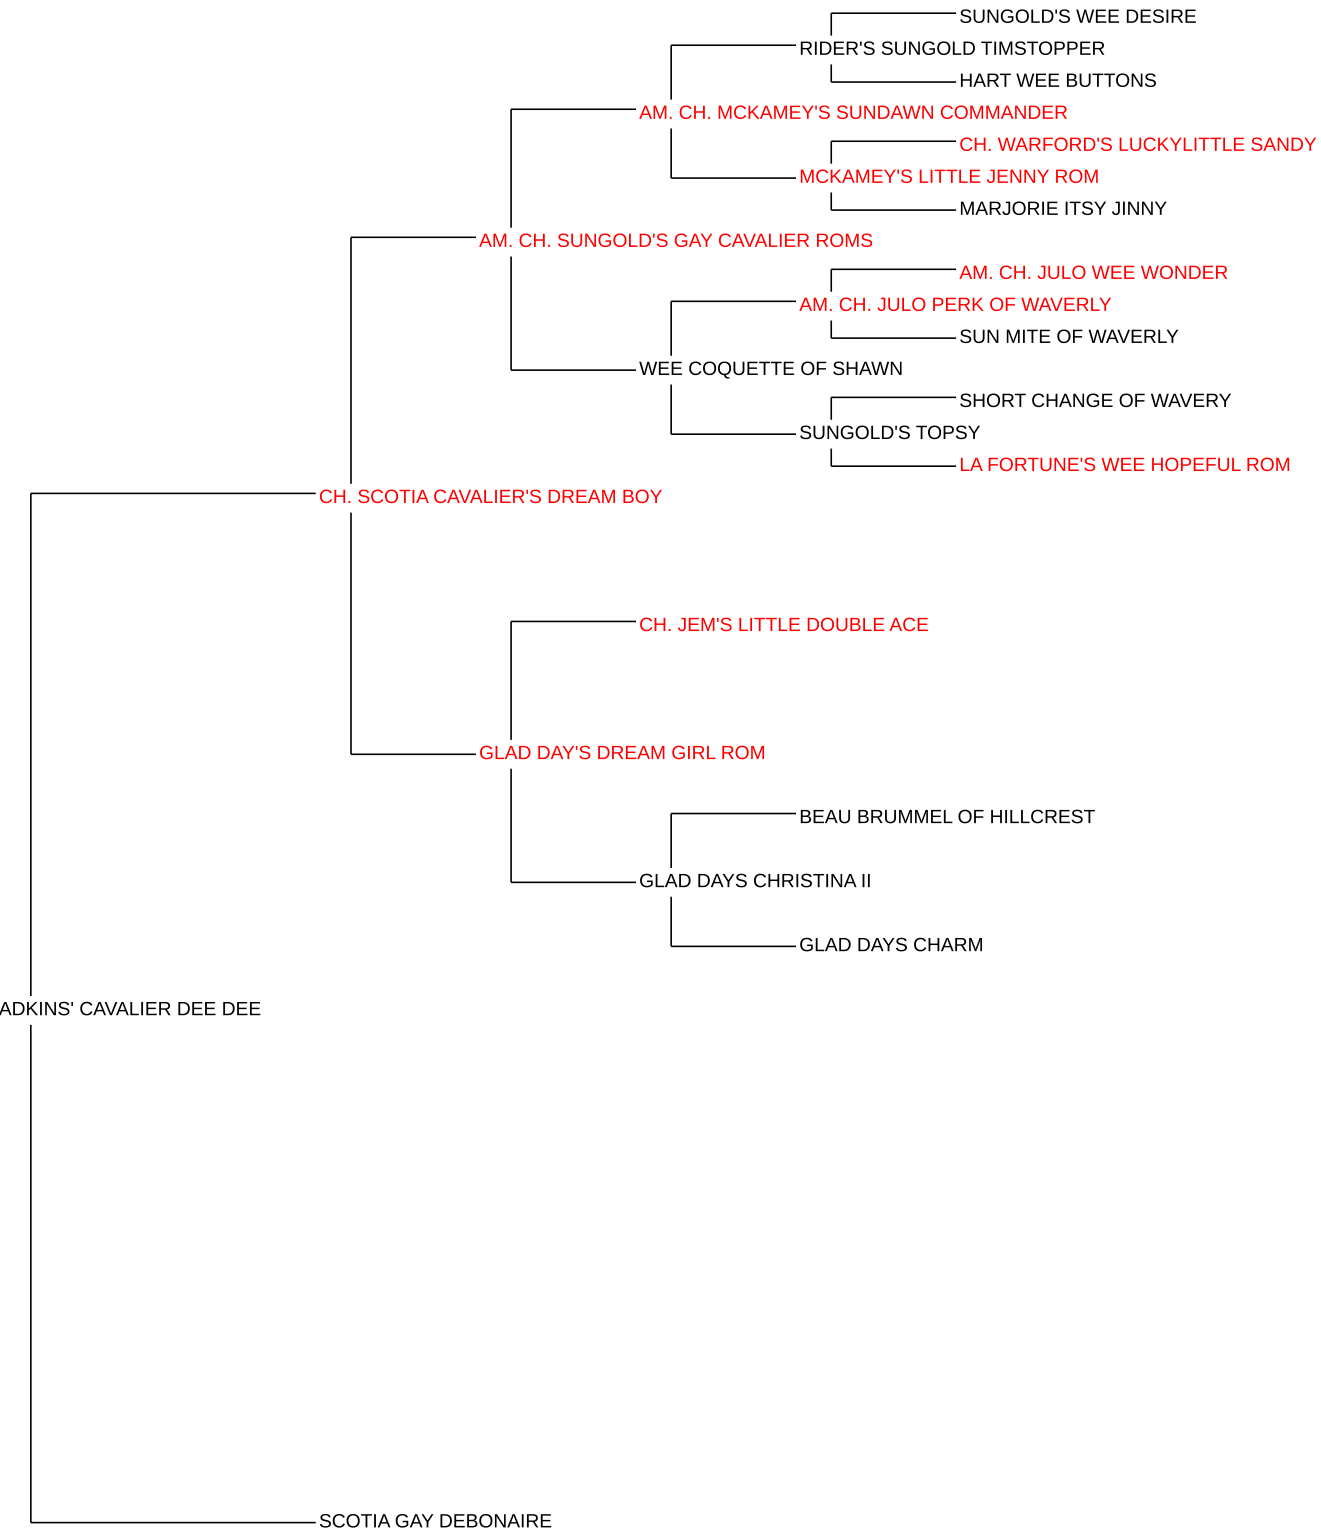 SUNGOLD'S WEE DESIRE
RIDER'S SUNGOLD TIMSTOPPER
HART WEE BUTTONS
AM. CH. MCKAMEY'S SUNDAWN COMMANDER
CH. WARFORD'S LUCKYLITTLE SANDY
MCKAMEY'S LITTLE JENNY ROM
MARJORIE ITSY JINNY
AM. CH. SUNGOLD'S GAY CAVALIER ROMS
AM. CH. JULO WEE WONDER
AM. CH. JULO PERK OF WAVERLY
SUN MITE OF WAVERLY
WEE COQUETTE OF SHAWN
SHORT CHANGE OF WAVERY
SUNGOLD'S TOPSY
LA FORTUNE'S WEE HOPEFUL ROM
CH. SCOTIA CAVALIER'S DREAM BOY
CH. JEM'S LITTLE DOUBLE ACE
GLAD DAY'S DREAM GIRL ROM
BEAU BRUMMEL OF HILLCREST
GLAD DAYS CHRISTINA II
GLAD DAYS CHARM
ADKINS' CAVALIER DEE DEE
SCOTIA GAY DEBONAIRE